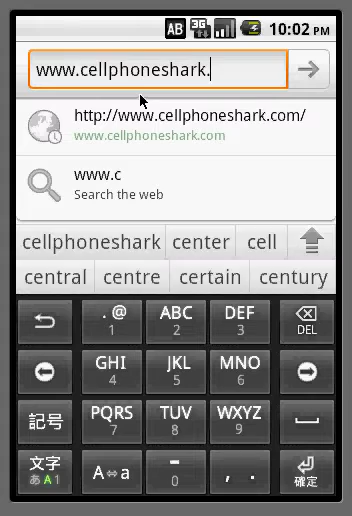 AB 3G 10:02 PM
www.cellphoneshark.
http://www.cellphoneshark.com/
www.cellphoneshark.com
www.c
Search the web
cellphoneshark center cell
central centre certain century
. @ ABC DEF DEL
1 2 3
GHI JKL MNO
4 5 6
記号 PQRS TUV WXYZ
7 8 9
文字 A⇔a - , . 確定
あA1 0